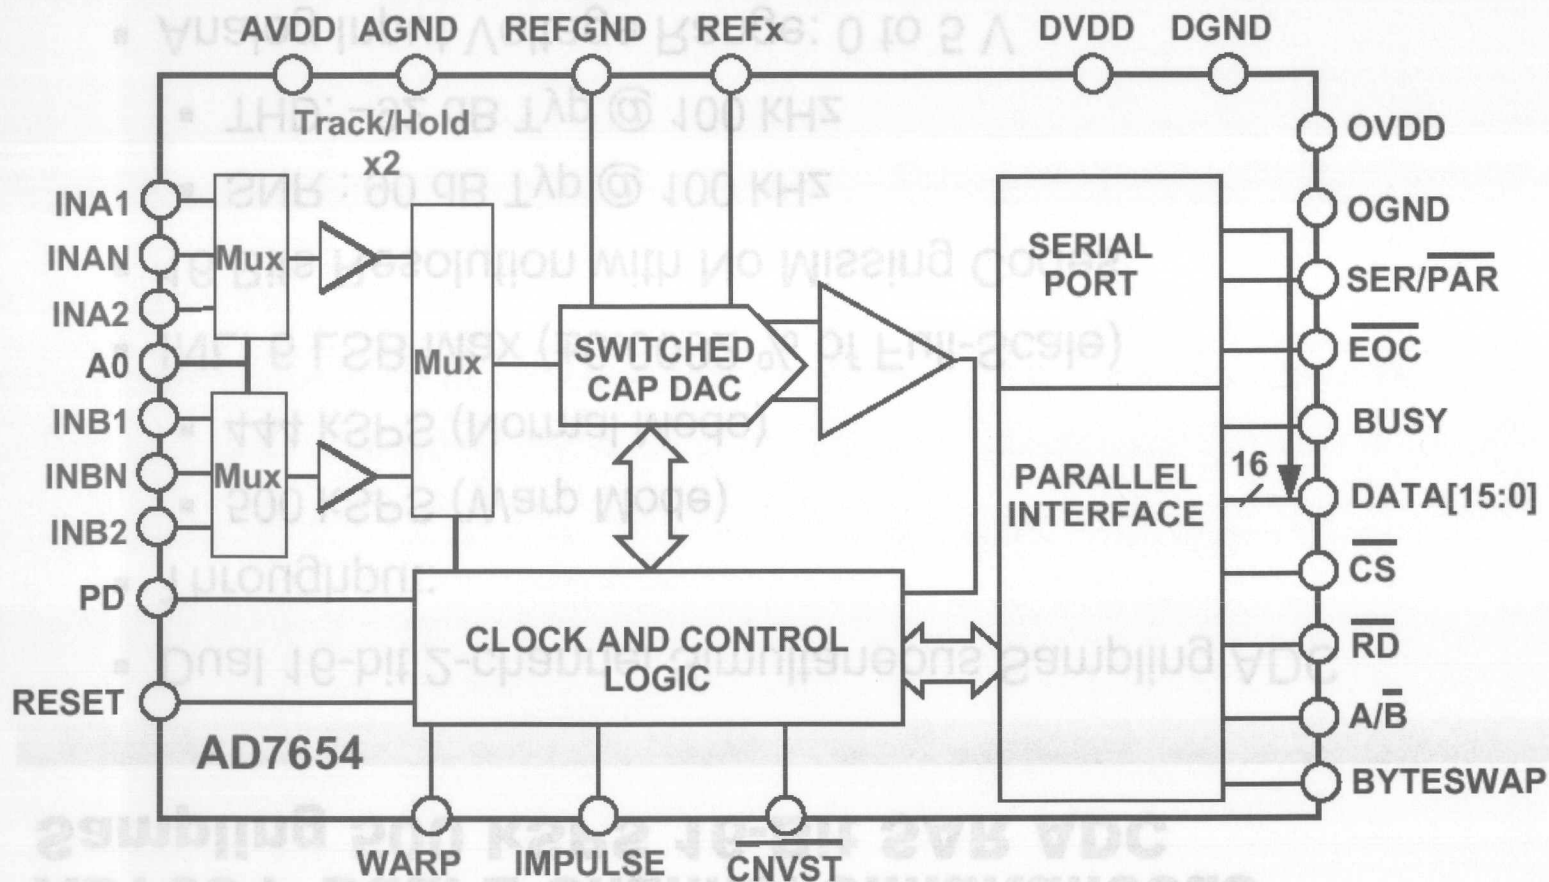 AVDD AGND REFGND REFx DVDD DGND
Track/Hold
x2
OVDD
INA1
OGND
INAN
Mux
SERIAL
PORT
SER/PAR
INA2
A0
Mux
SWITCHED
CAP DAC
EOC
INB1
BUSY
INBN
Mux
PARALLEL
INTERFACE
16
DATA[15:0]
INB2
CS
PD
CLOCK AND CONTROL
LOGIC
RD
RESET
A/B
AD7654
BYTESWAP
WARP IMPULSE CNVST